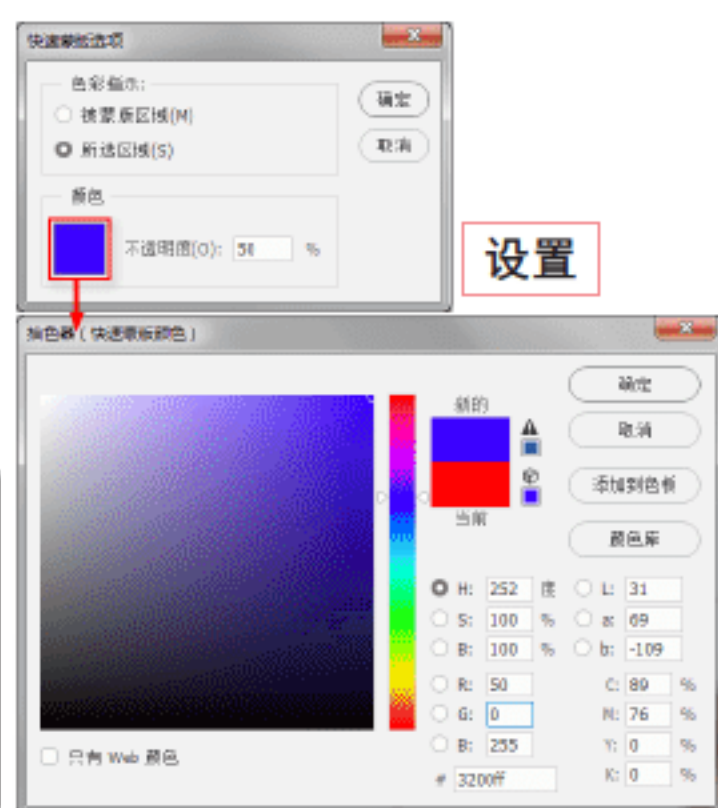 快速蒙版选项
色彩指示:
被蒙版区域(M)
所选区域(S)
确定
取消
颜色
不透明度(O): 50 %
设置
拾色器 ( 快速蒙版颜色 )
新的
当前
确定
取消
添加到色板
颜色库
H: 252 度 L: 31
S: 100 % a: 69
B: 100 % b: -109
R: 50 C: 89 %
G: 0 M: 76 %
B: 255 Y: 0 %
# 3200ff K: 0 %
只有 Web 颜色